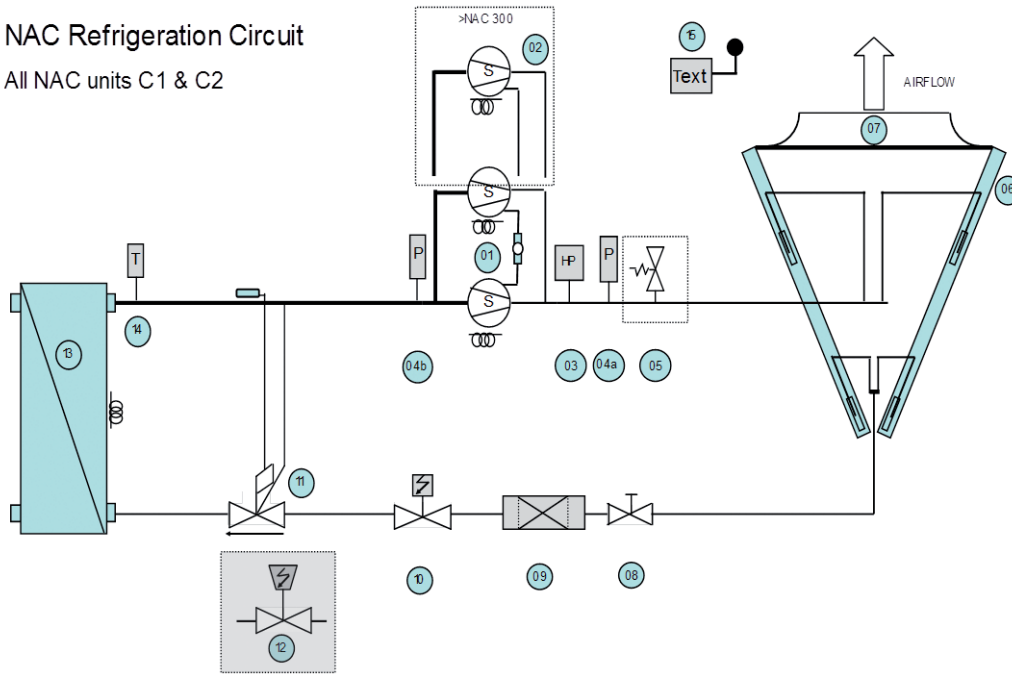 NAC Refrigeration Circuit
All NAC units C1 & C2
>NAC 300
02
S
15
Text
AIRFLOW
07
06
S
01
T
P
HP
P
S
14
13
04b
03
04a
05
11
10
09
08
12